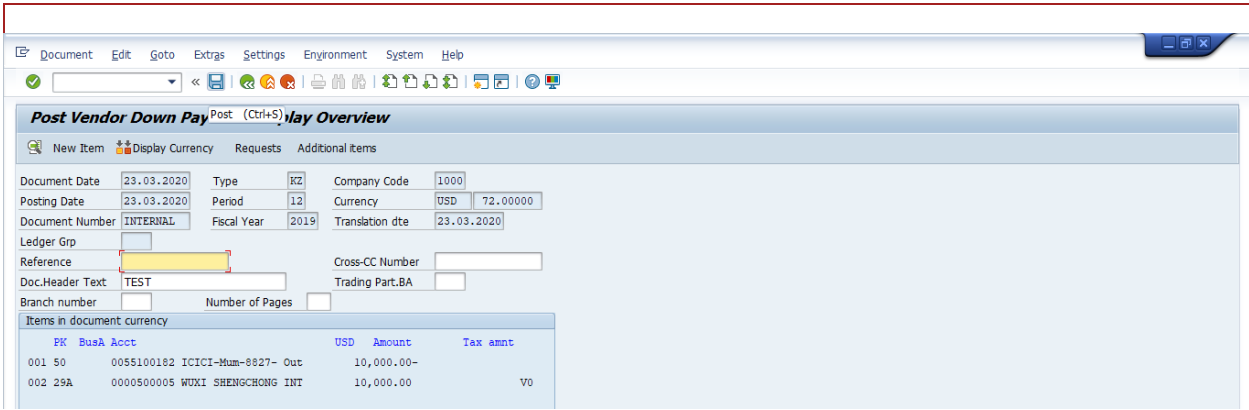 Document Edit Goto Extras Settings Environment System Help
Post Vendor Down Pay lay Overview
Post (Ctrl+S)
New Item Display Currency Requests Additional items
Document Date 23.03.2020 Type KZ Company Code 1000
Posting Date 23.03.2020 Period 12 Currency USD 72.00000
Document Number INTERNAL Fiscal Year 2019 Translation dte 23.03.2020
Ledger Grp
Reference Cross-CC Number
Doc.Header Text TEST Trading Part.BA
Branch number Number of Pages
Items in document currency
PK BusA Acct USD Amount Tax amnt
001 50 0055100182 ICICI-Mum-8827- Out 10,000.00-
002 29A 0000500005 WUXI SHENGCHONG INT 10,000.00 V0